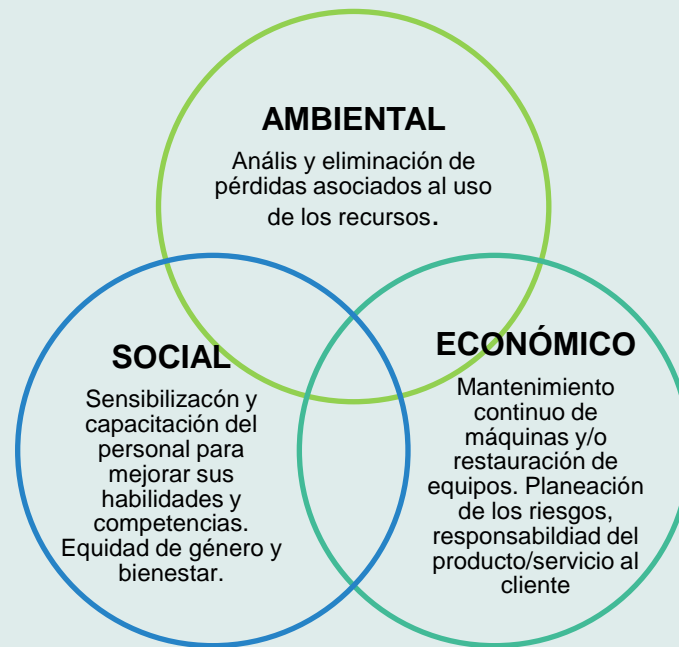 AMBIENTAL
Anális y eliminación de
pérdidas asociados al uso
de los recursos.
SOCIAL
Sensibilizacón y
capacitación del
personal para
mejorar sus
habilidades y
competencias.
Equidad de género y
bienestar.
ECONÓMICO
Mantenimiento
continuo de
máquinas y/o
restauración de
equipos. Planeación
de los riesgos,
responsabildiad del
producto/servicio al
cliente